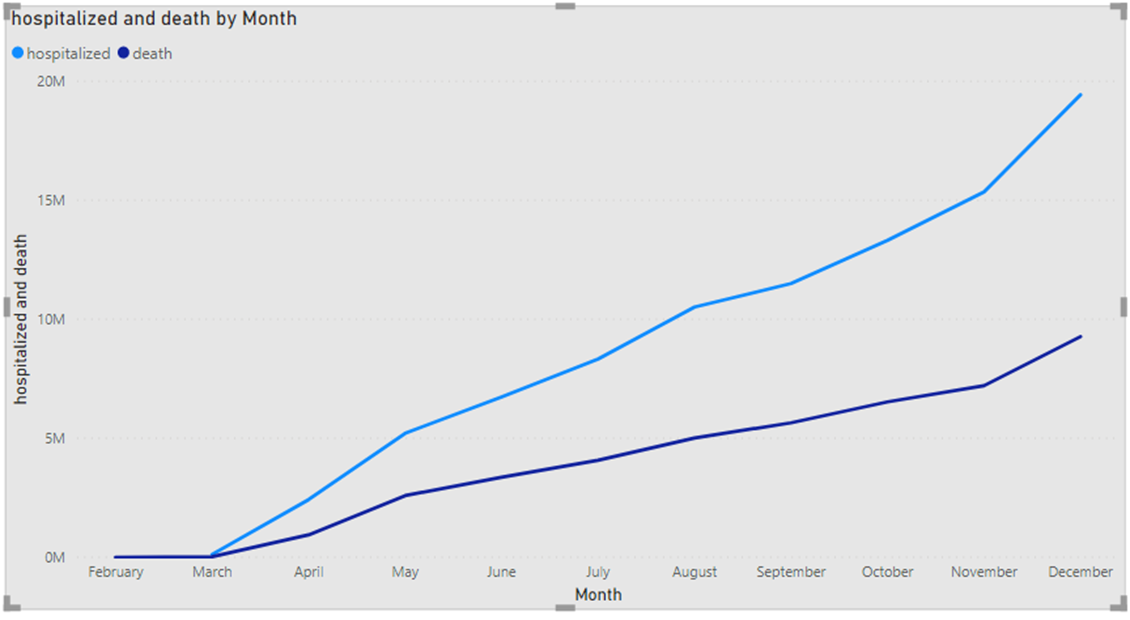 hospitalized and death by Month
hospitalized death
20M
15M
10M
5M
0M
hospitalized and death
February March April May June July August September October November December
Month